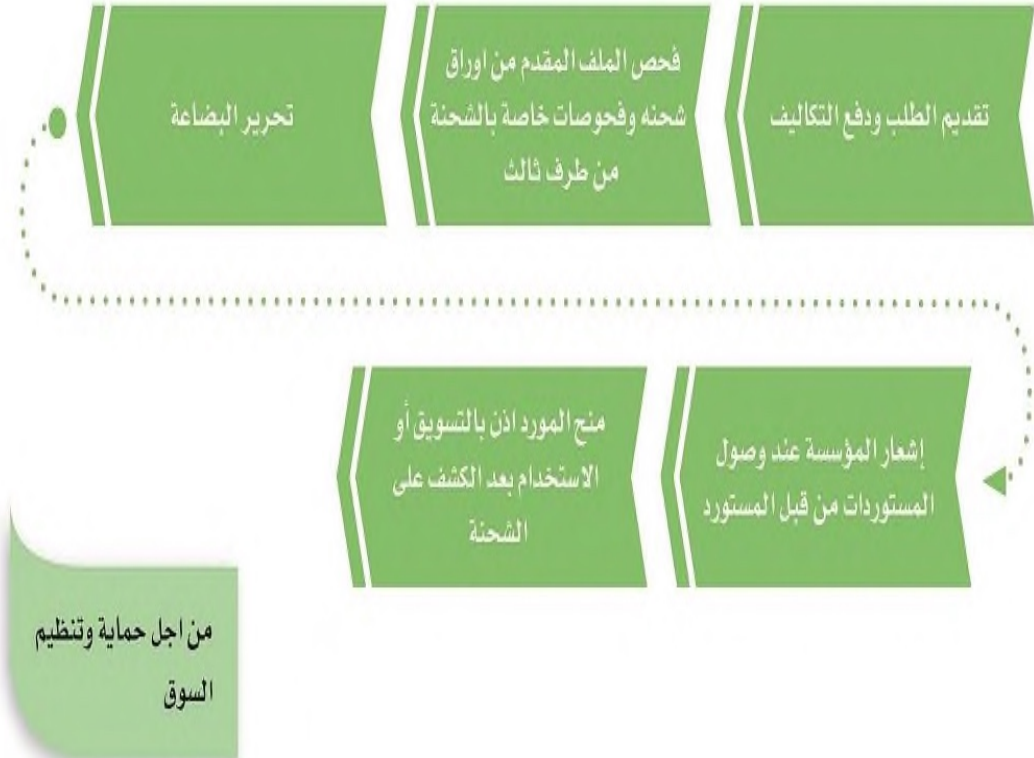 تقديم الطلب ودفع التكاليف
فحص الملف المقدم من اوراق
شحنه وفحوصات خاصة بالشحنة
من طرف ثالث
تحرير البضاعة
إشعار المؤسسة عند وصول
المستوردات من قبل المستورد
منح المورد اذن بالتسويق أو
الاستخدام بعد الكشف على
الشحنة
من اجل حماية وتنظيم
السوق